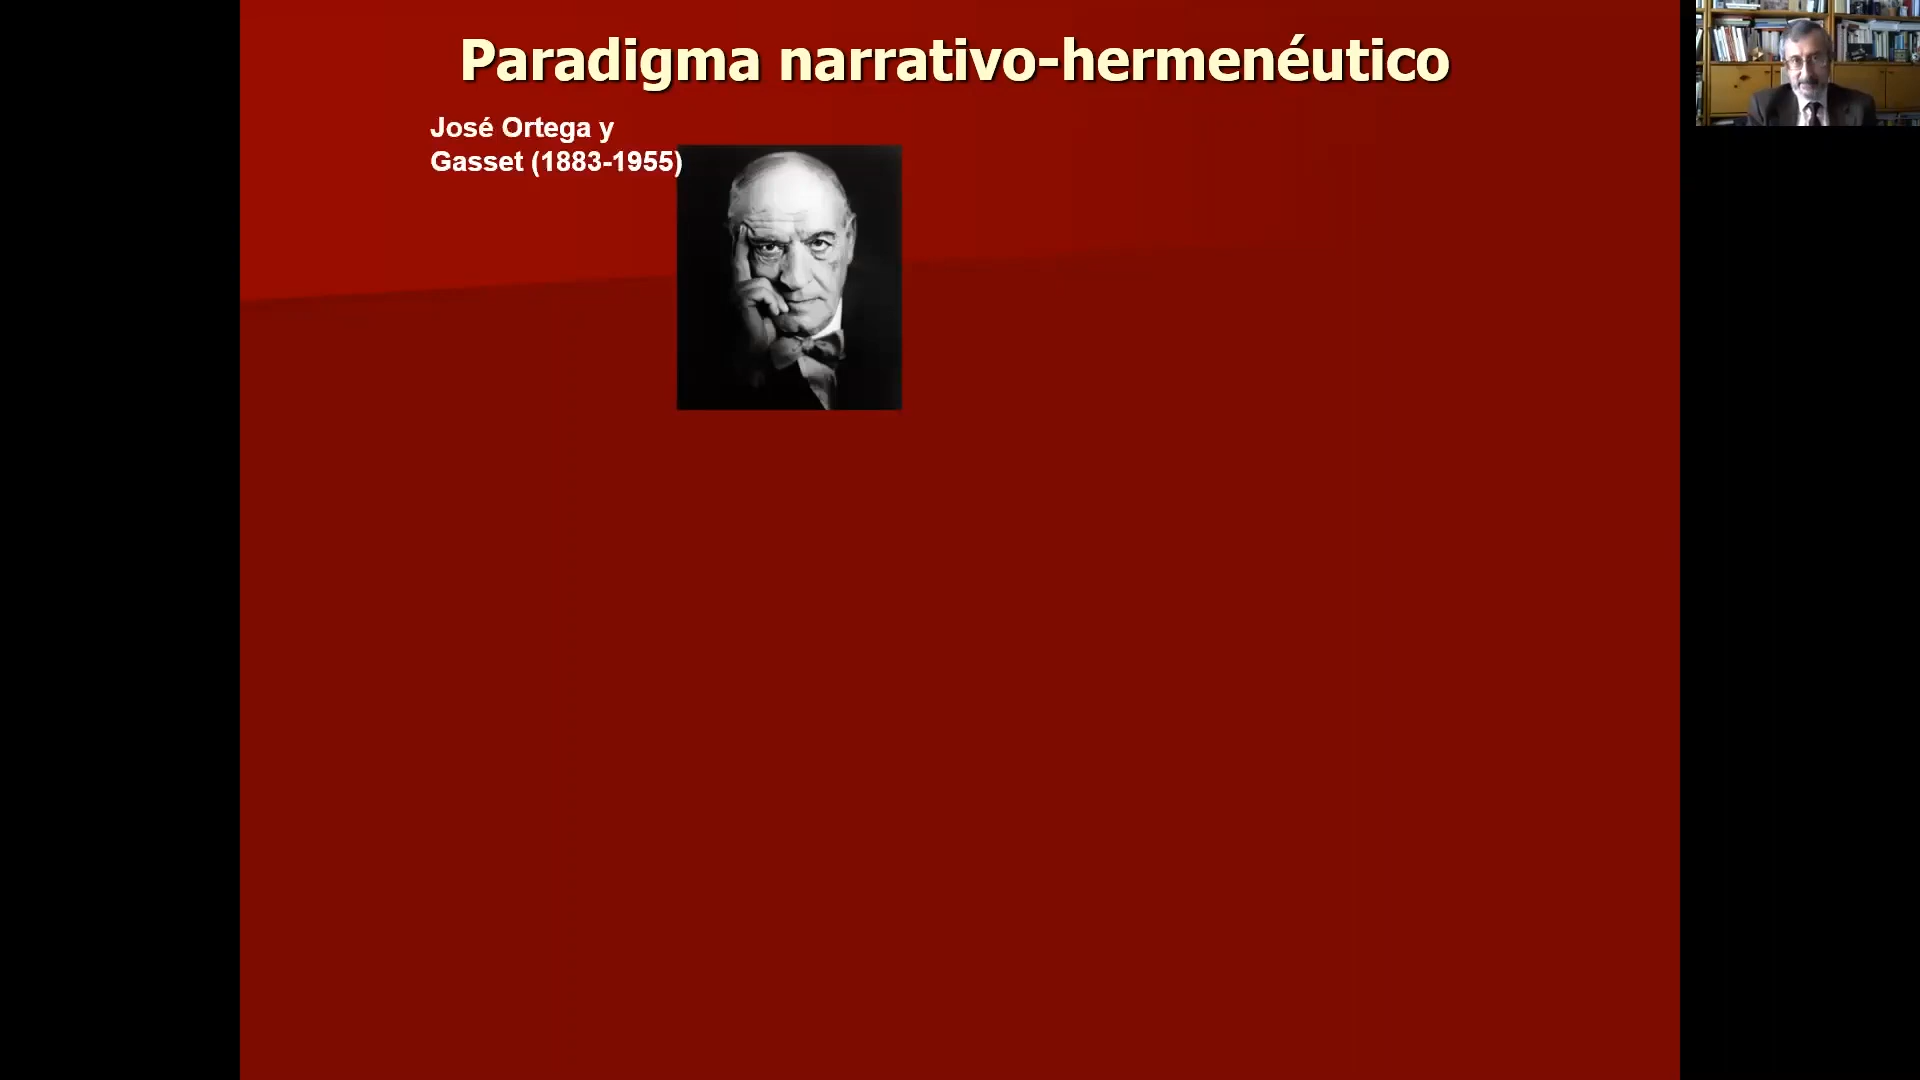 Paradigma narrativo-hermenéutico
José Ortega y
Gasset (1883-1955)